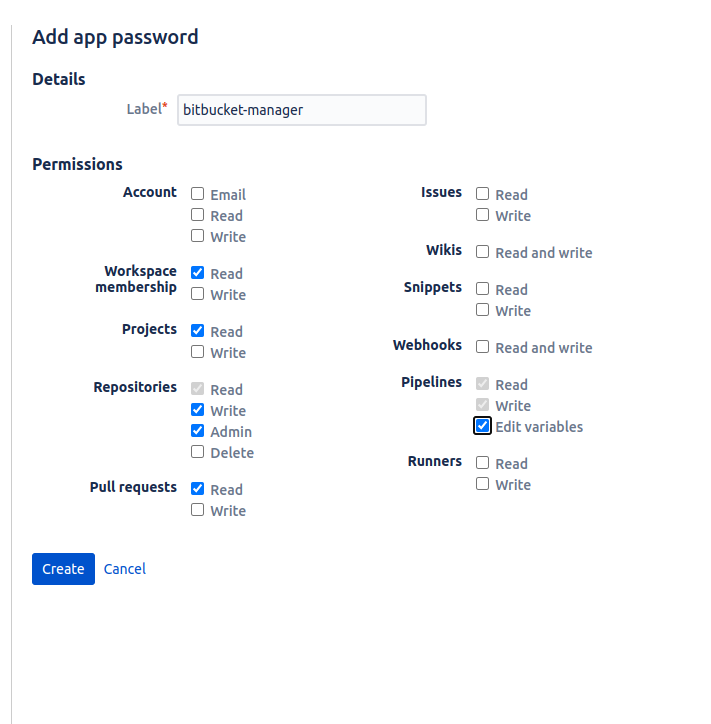 Add app password
Details
Label*
bitbucket-manager
Permissions
Account
Email
Read
Write
Workspace
membership
Read
Write
Projects
Read
Write
Repositories
Read
Write
Admin
Delete
Pull requests
Read
Write
Issues
Read
Write
Wikis
Read and write
Snippets
Read
Write
Webhooks
Read and write
Pipelines
Read
Write
Edit variables
Runners
Read
Write
Create
Cancel